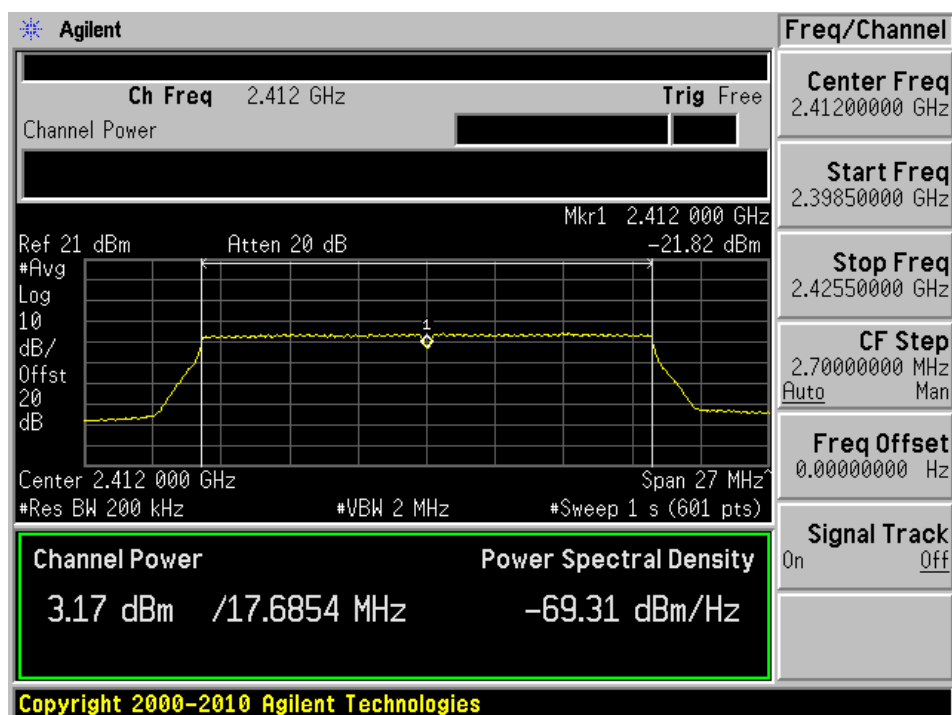 Agilent
Ch Freq 2.412 GHz Trig Free
Channel Power
Mkr1 2.412 000 GHz
Ref 21 dBm Atten 20 dB -21.82 dBm
#Avg
Log
10
dB/
Offst
20
dB
1
Center 2.412 000 GHz Span 27 MHz^
#Res BW 200 kHz #VBW 2 MHz #Sweep 1 s (601 pts)
Channel Power Power Spectral Density
3.17 dBm /17.6854 MHz -69.31 dBm/Hz
Copyright 2000-2010 Agilent Technologies
Freq/Channel
Center Freq
2.41200000 GHz
Start Freq
2.39850000 GHz
Stop Freq
2.42550000 GHz
CF Step
2.70000000 MHz
Auto Man
Freq Offset
0.00000000 Hz
Signal Track
On Off